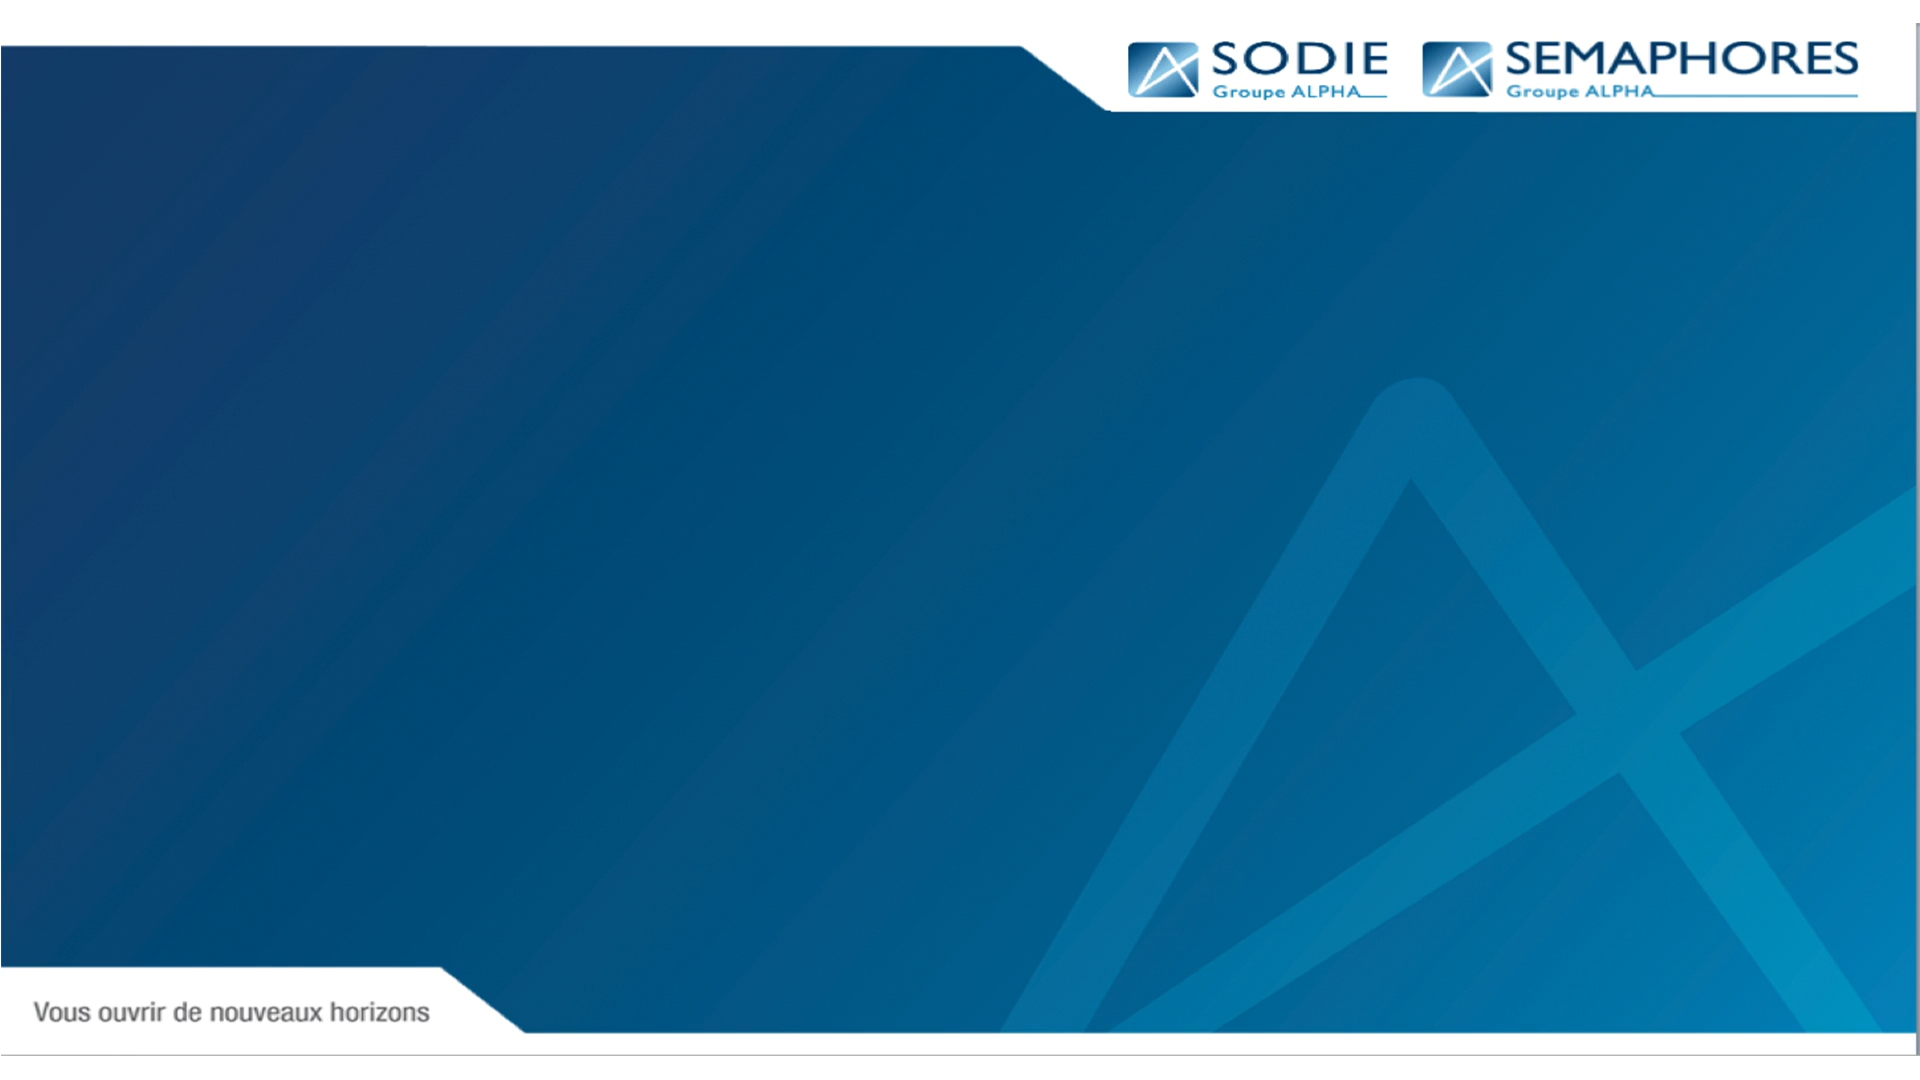 SODIE
Groupe ALPHA
SEMAPHORES
Groupe ALPHA
Vous ouvrir de nouveaux horizons